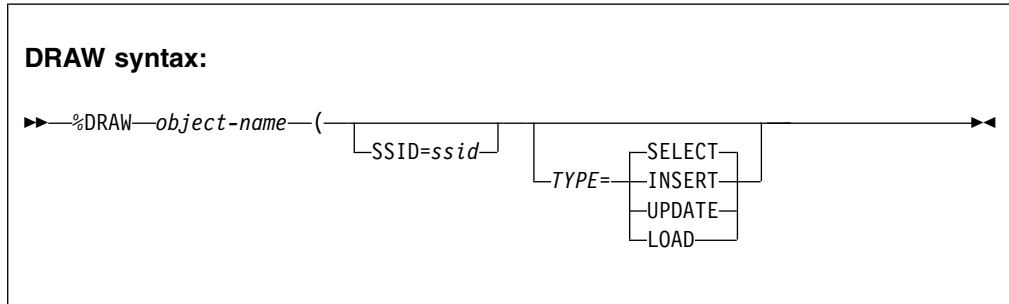 DRAW syntax:
►►—%DRAW—object-name—(
SSID=ssid
TYPE=
SELECT
INSERT
UPDATE
LOAD
►◄